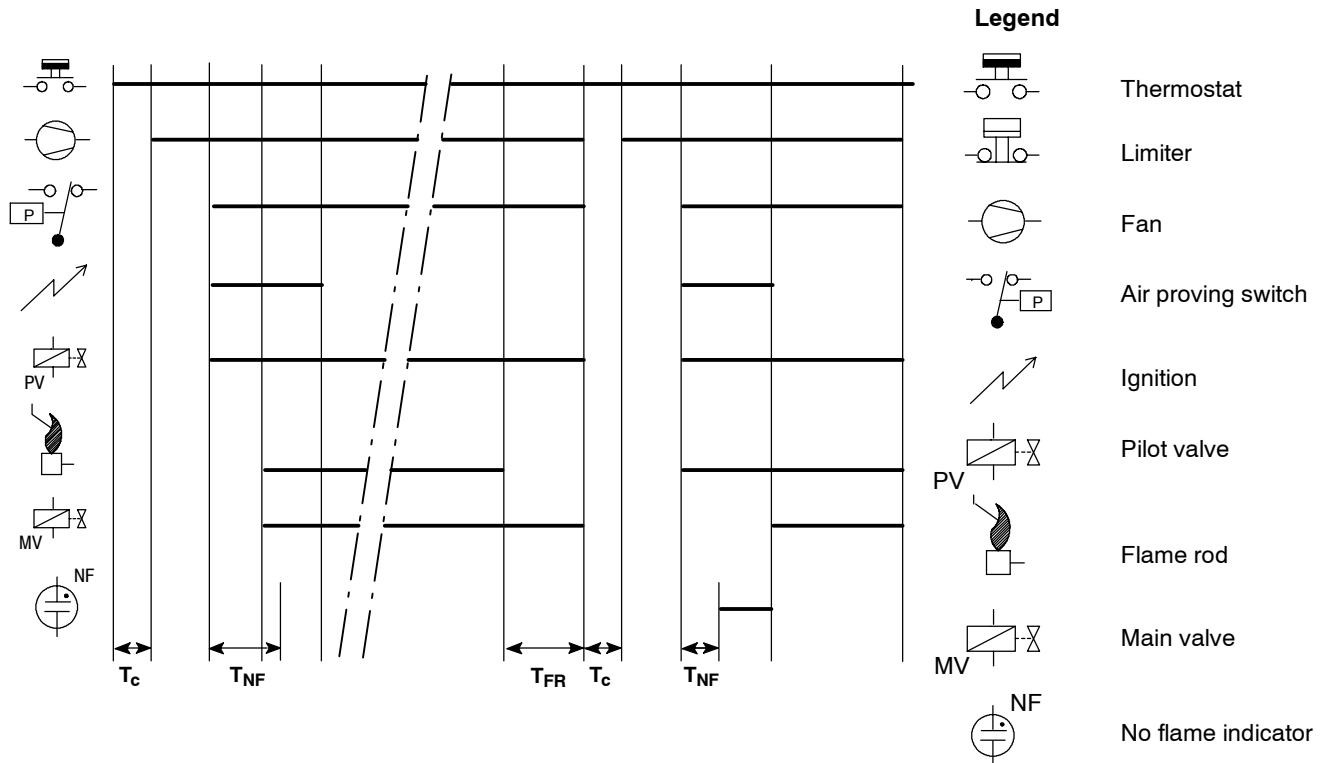 Legend
Thermostat
Limiter
Fan
P
Air proving switch
P
Ignition
PV
Pilot valve
PV
Flame rod
MV
Main valve
MV
NF
No flame indicator
NF
Tc
TNF
TFR
Tc
TNF